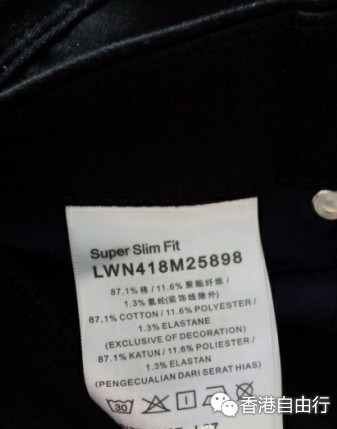 Super Slim Fit
LWN418M25898
87.1% 棉 / 11.6% 聚酯纤维 /
1.3% 氨纶(装饰线除外)
87.1% COTTON / 11.6% POLYESTER /
1.3% ELASTANE
(EXCLUSIVE OF DECORATION)
87.1% KATUN / 11.6% POLIESTER /
1.3% ELASTAN
(PENGECUALIAN DARI SERAT HIAS)
30
香港自由行